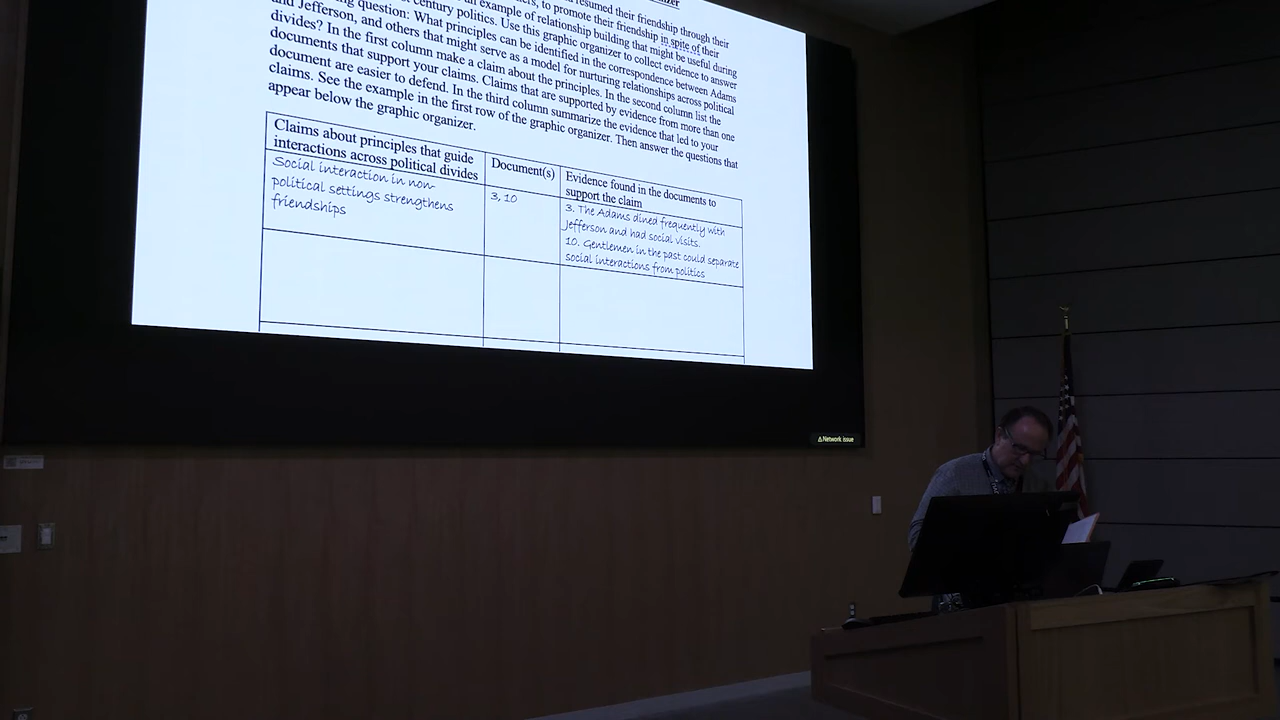 resumed their friendship through their
to promote their friendship in spite of their
an example of relationship building that might be useful during
century politics. Use this graphic organizer to collect evidence to answer
question: What principles can be identified in the correspondence between Adams
and Jefferson, and others that might serve as a model for nurturing relationships across political
divides? In the first column make a claim about the principles. In the second column list the
documents that support your claims. Claims that are supported by evidence from more than one
document are easier to defend. In the third column summarize the evidence that led to your
claims. See the example in the first row of the graphic organizer. Then answer the questions that
appear below the graphic organizer.
Claims about principles that guide
interactions across political divides
Document(s)
Evidence found in the documents to
support the claim
Social interaction in non-
political settings strengthens
friendships
3, 10
3. The Adams dined frequently with
Jefferson and had social visits.
10. Gentlemen in the past could separate
social interactions from politics
Network issue